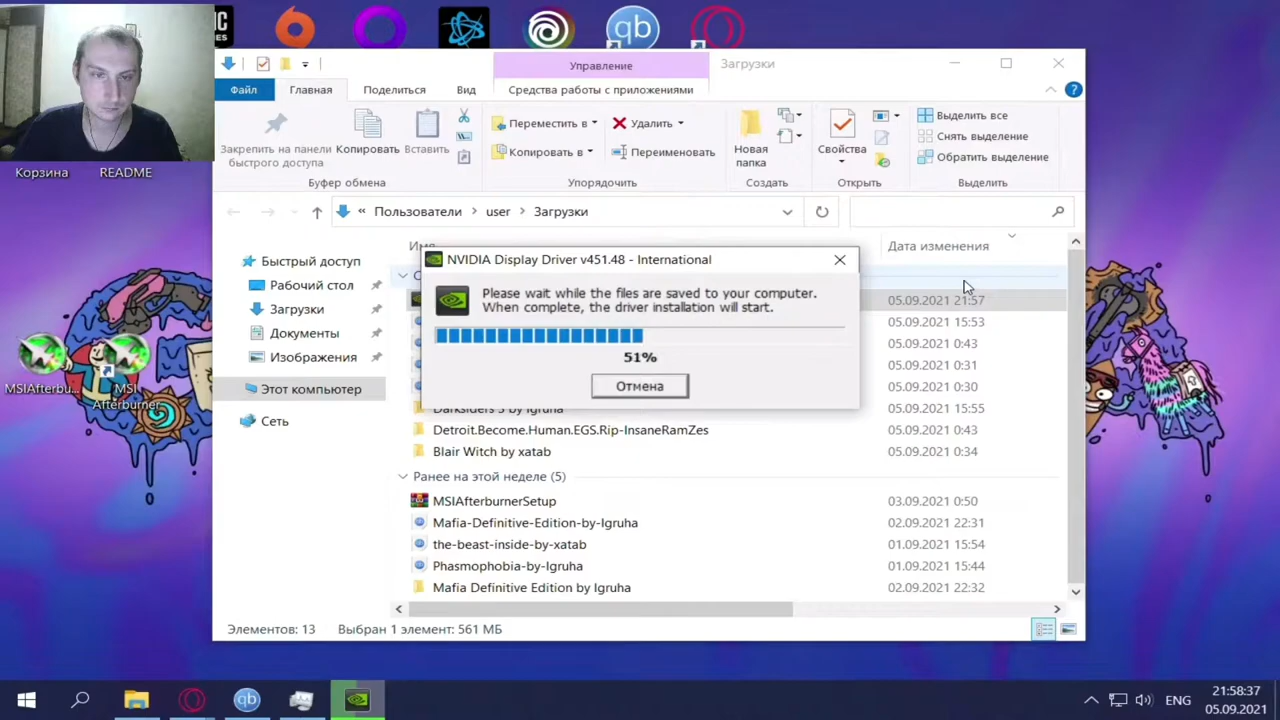 IC
GAMES
Управление
Загрузки
Файл
Главная
Поделиться
Вид
Средства работы с приложениями
Закрепить на панели
быстрого доступа
Копировать
Вставить
Переместить в
Копировать в
Удалить
Переименовать
Новая
папка
Свойства
Выделить все
Снять выделение
Обратить выделение
Буфер обмена
Упорядочить
Создать
Открыть
Выделить
Корзина
README
« Пользователи > user > Загрузки
Имя
Дата изменения
Быстрый доступ
Рабочий стол
Загрузки
Документы
Изображения
Этот компьютер
Сеть
MSIAfterbu...
MSI
Afterburner
NVIDIA Display Driver v451.48 - International
Please wait while the files are saved to your computer.
When complete, the driver installation will start.
51%
Отмена
05.09.2021 21:57
05.09.2021 15:53
05.09.2021 0:43
05.09.2021 0:31
05.09.2021 0:30
Darksiders 3 by Igruha 05.09.2021 15:55
Detroit.Become.Human.EGS.Rip-InsaneRamZes 05.09.2021 0:43
Blair Witch by xatab 05.09.2021 0:34
Ранее на этой неделе (5)
MSIAfterburnerSetup 03.09.2021 0:50
Mafia-Definitive-Edition-by-Igruha 02.09.2021 22:31
the-beast-inside-by-xatab 01.09.2021 15:54
Phasmophobia-by-Igruha 01.09.2021 15:44
Mafia Definitive Edition by Igruha 02.09.2021 22:32
Элементов: 13 Выбран 1 элемент: 561 МБ
qb
ENG
21:58:37
05.09.2021